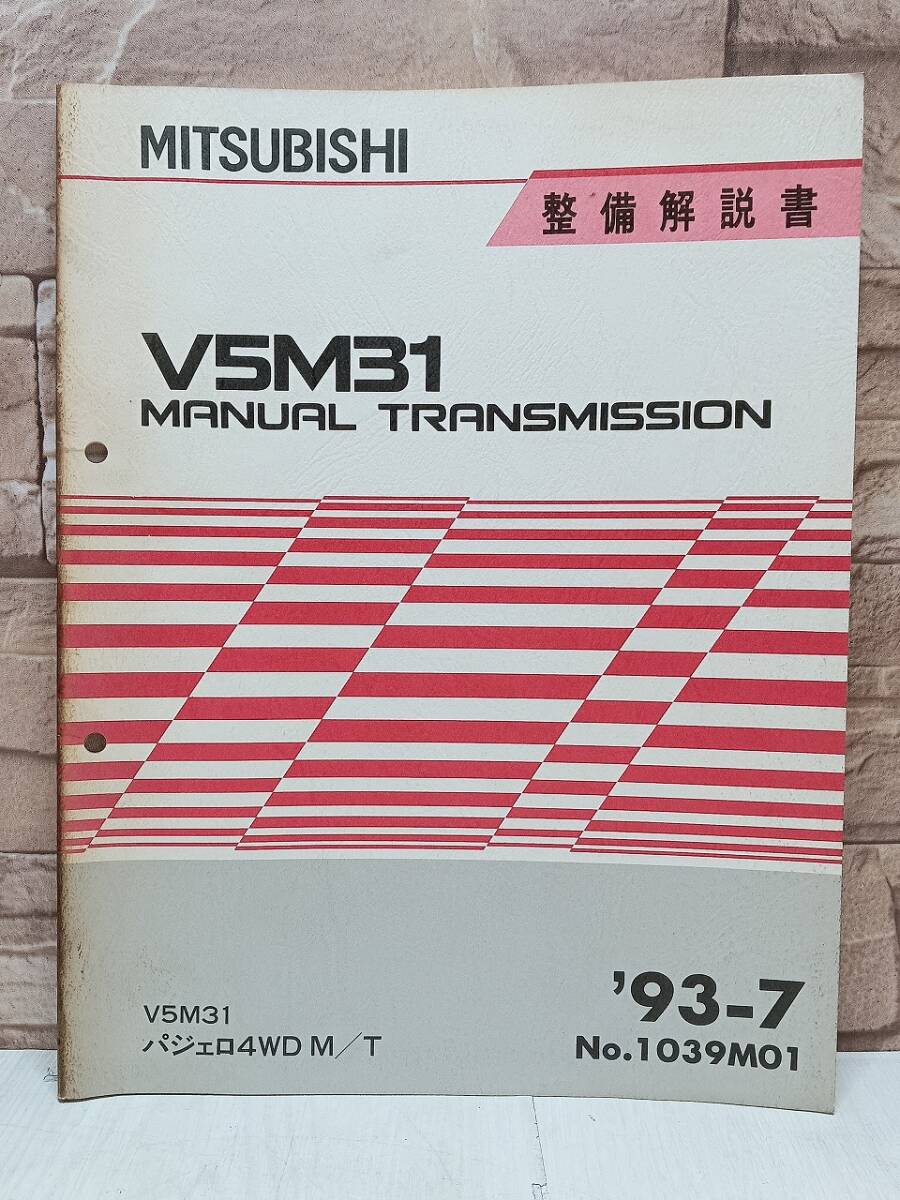 MITSUBISHI
整備解説書
V5M31
MANUAL TRANSMISSION
V5M31
パジェロ4WD M/T
'93-7
No.1039M01